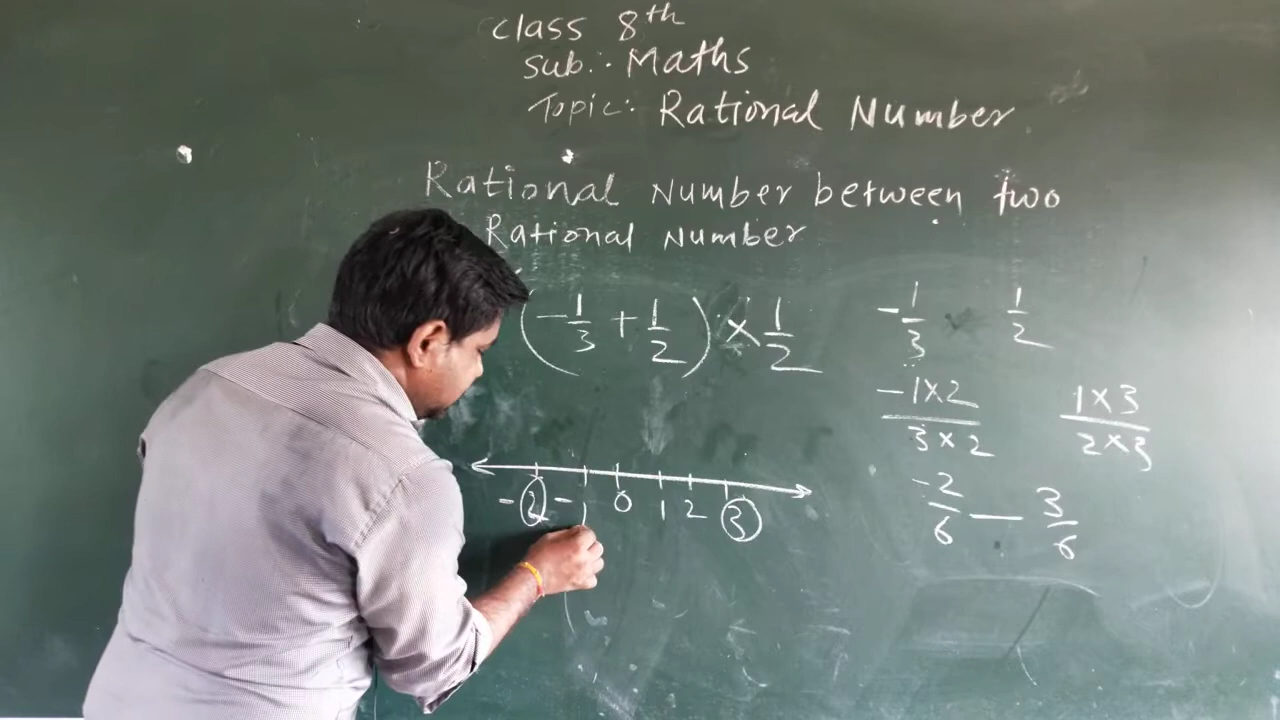 class 8th
Sub:- Maths
Topic:- Rational Number
Rational Number between two
Rational Number
(-1/3 + 1/2) × 1/2
-1/3 1/2
-1×2/3×2 1×3/2×3
-2/6 — 3/6
-2 -1 0 1 2 3